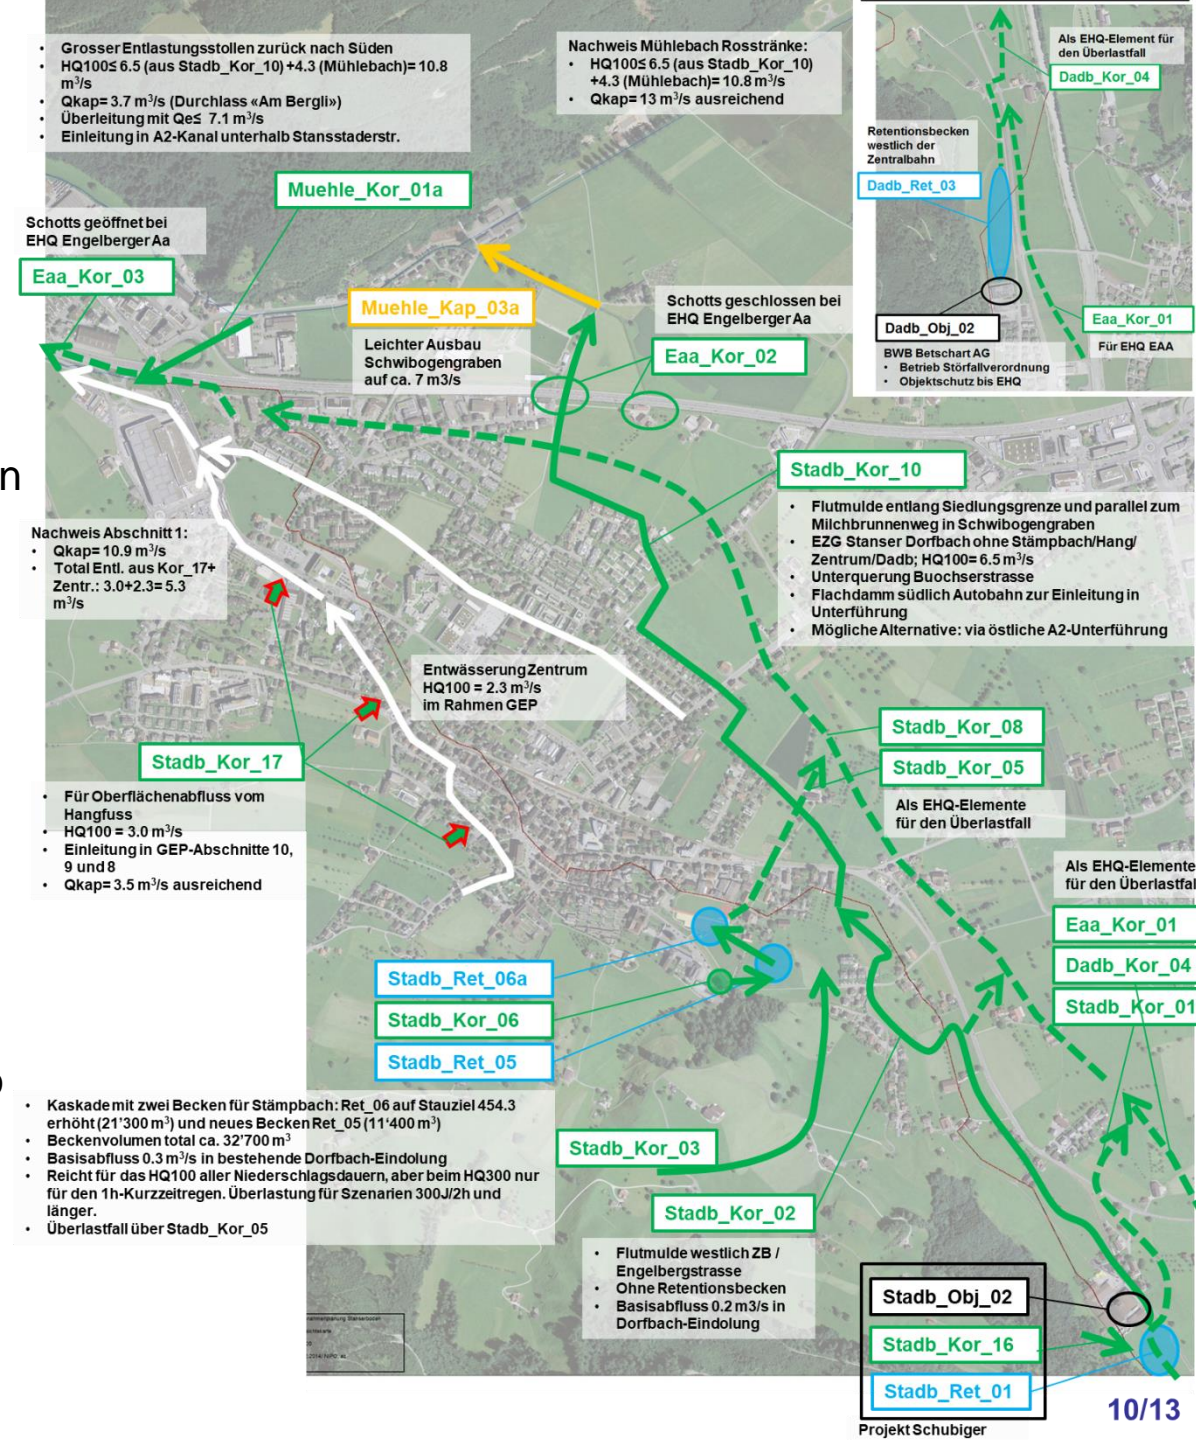 • Grosser Entlastungsstollen zurück nach Süden
• HQ100≤ 6.5 (aus Stadb_Kor_10) +4.3 (Mühlebach)= 10.8
m³/s
• Qkap= 3.7 m³/s (Durchlass «Am Bergli»)
• Überleitung mit Qe≤ 7.1 m³/s
• Einleitung in A2-Kanal unterhalb Stansstaderstr.
Nachweis Mühlebach Rosstränke:
• HQ100≤ 6.5 (aus Stadb_Kor_10)
+4.3 (Mühlebach)= 10.8 m³/s
• Qkap= 13 m³/s ausreichend
Als EHQ-Element für
den Überlastfall
Dadb_Kor_04
Retentionsbecken
westlich der
Zentralbahn
Dadb_Ret_03
Dadb_Obj_02
BWB Betschart AG
• Betrieb Störfallverordnung
• Objektschutz bis EHQ
Eaa_Kor_01
Für EHQ EAA
Muehle_Kor_01a
Schotts geöffnet bei
EHQ Engelberger Aa
Eaa_Kor_03
Muehle_Kap_03a
Leichter Ausbau
Schwibogengraben
auf ca. 7 m3/s
Schotts geschlossen bei
EHQ Engelberger Aa
Eaa_Kor_02
n
Stadb_Kor_10
• Flutmulde entlang Siedlungsgrenze und parallel zum
Milchbrunnenweg in Schwibogengraben
• EZG Stanser Dorfbach ohne Stämpbach/Hang/
Zentrum/Dadb; HQ100= 6.5 m³/s
• Unterquerung Buochserstrasse
• Flachdamm südlich Autobahn zur Einleitung in
Unterführung
• Mögliche Alternative: via östliche A2-Unterführung
Nachweis Abschnitt 1:
• Qkap= 10.9 m³/s
• Total Entl. aus Kor_17+
Zentr.: 3.0+2.3= 5.3
m³/s
Entwässerung Zentrum
HQ100 = 2.3 m³/s
im Rahmen GEP
Stadb_Kor_17
• Für Oberflächenabfluss vom
Hangfuss
• HQ100 = 3.0 m³/s
• Einleitung in GEP-Abschnitte 10,
9 und 8
• Qkap= 3.5 m³/s ausreichend
Stadb_Kor_08
Stadb_Kor_05
Als EHQ-Elemente
für den Überlastfall
Als EHQ-Elemente
für den Überlastfal
Eaa_Kor_01
Dadb_Kor_04
Stadb_Kor_01
Stadb_Ret_06a
Stadb_Kor_06
Stadb_Ret_05
• Kaskade mit zwei Becken für Stämpbach: Ret_06 auf Stauziel 454.3
erhöht (21'300 m³) und neues Becken Ret_05 (11'400 m³)
• Beckenvolumen total ca. 32'700 m³
• Basisabfluss 0.3 m³/s in bestehende Dorfbach-Eindolung
• Reicht für das HQ100 aller Niederschlagsdauern, aber beim HQ300 nur
für den 1h-Kurzzeitregen. Überlastung für Szenarien 300J/2h und
länger.
• Überlastfall über Stadb_Kor_05
Stadb_Kor_03
Stadb_Kor_02
• Flutmulde westlich ZB /
Engelbergstrasse
• Ohne Retentionsbecken
• Basisabfluss 0.2 m3/s in
Dorfbach-Eindolung
Stadb_Obj_02
Stadb_Kor_16
Stadb_Ret_01
Projekt Schubiger
10/13